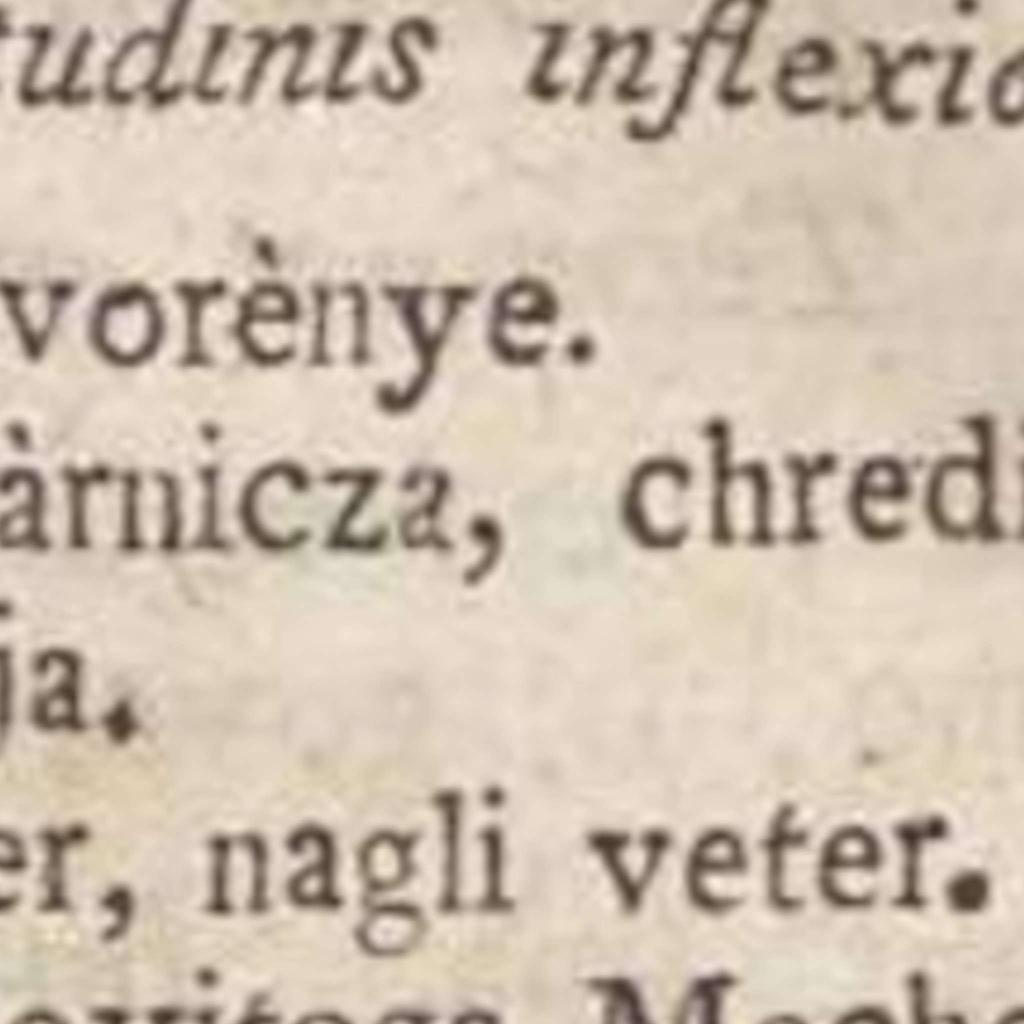 tudinis inflexio
vorènye.
àrnicza, chredi
ja.
er, nagli veter.